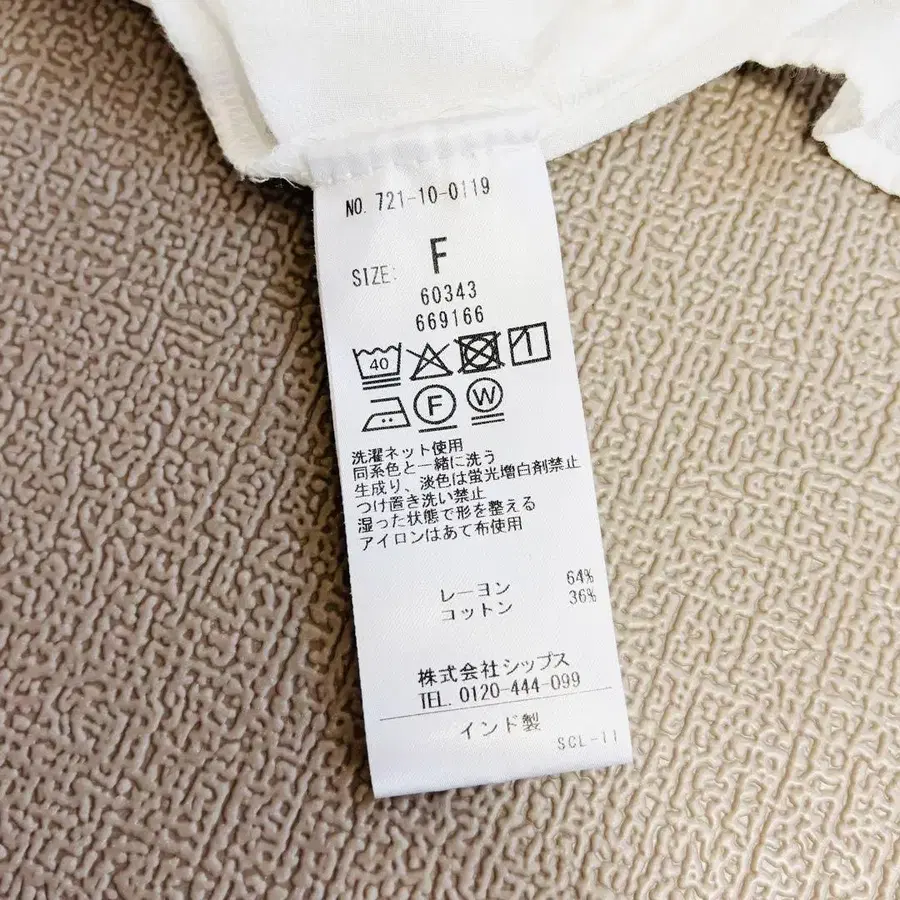 NO. 721-10-0119
SIZE: F
60343
669166
40
F W
洗濯ネット使用
同系色と一緒に洗う
生成り、淡色は蛍光増白剤禁止
つけ置き洗い禁止
湿った状態で形を整える
アイロンはあて布使用
レーヨン 64%
コットン 36%
株式会社シップス
TEL. 0120-444-099
インド製
SCL-11